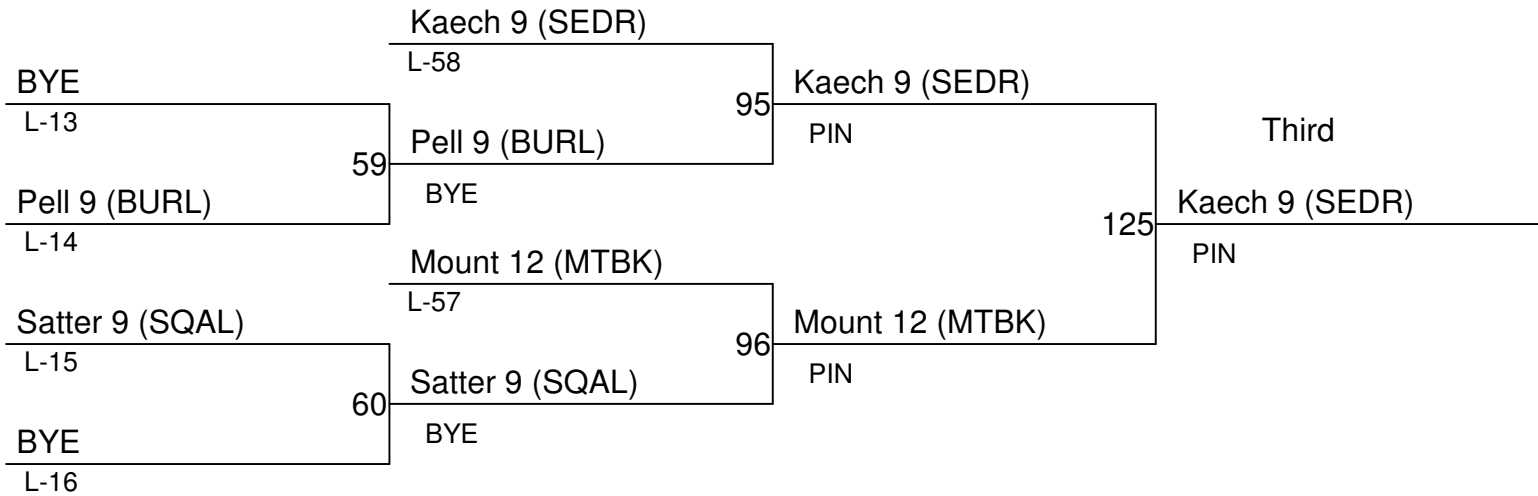 Kaech 9 (SEDR)
L-58
BYE
L-13
95
Kaech 9 (SEDR)
PIN
Third
59
Pell 9 (BURL)
BYE
Pell 9 (BURL)
L-14
125
Kaech 9 (SEDR)
PIN
Mount 12 (MTBK)
L-57
Satter 9 (SQAL)
L-15
96
Mount 12 (MTBK)
PIN
60
Satter 9 (SQAL)
BYE
BYE
L-16